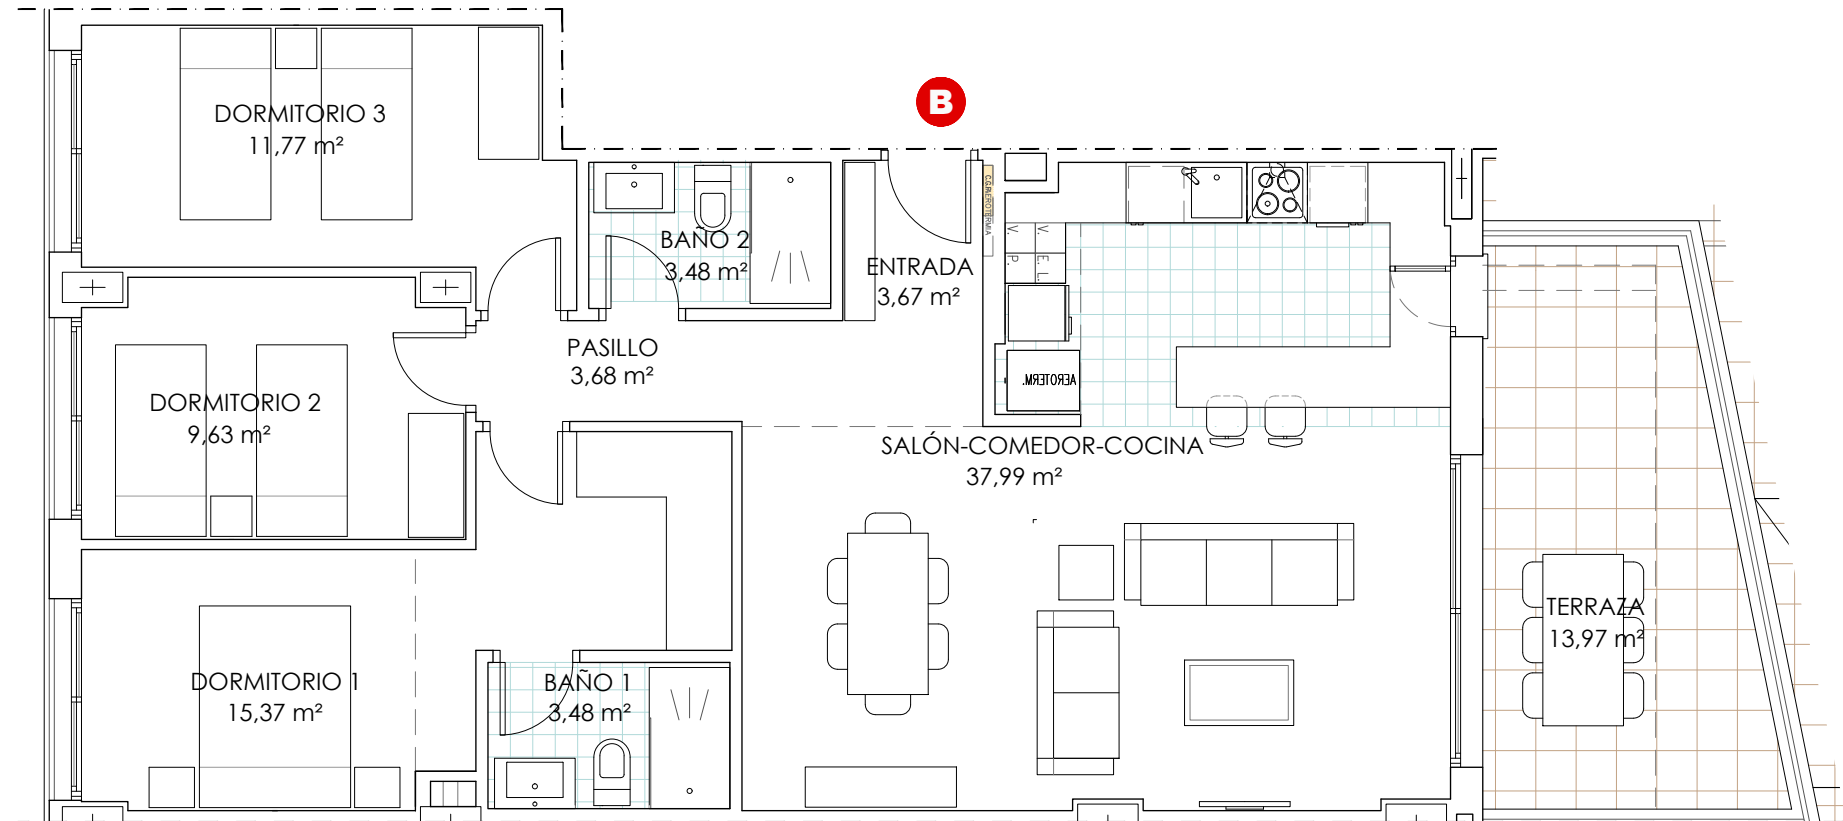 B
DORMITORIO 3
11,77 m²
BAÑO 2
3,48 m²
ENTRADA
3,67 m²
V.
V.
P.
E.
L.
PASILLO
3,68 m²
AEROTERM.
DORMITORIO 2
9,63 m²
SALÓN-COMEDOR-COCINA
37,99 m²
TERRAZA
13,97 m²
DORMITORIO 1
15,37 m²
BAÑO 1
3,48 m²